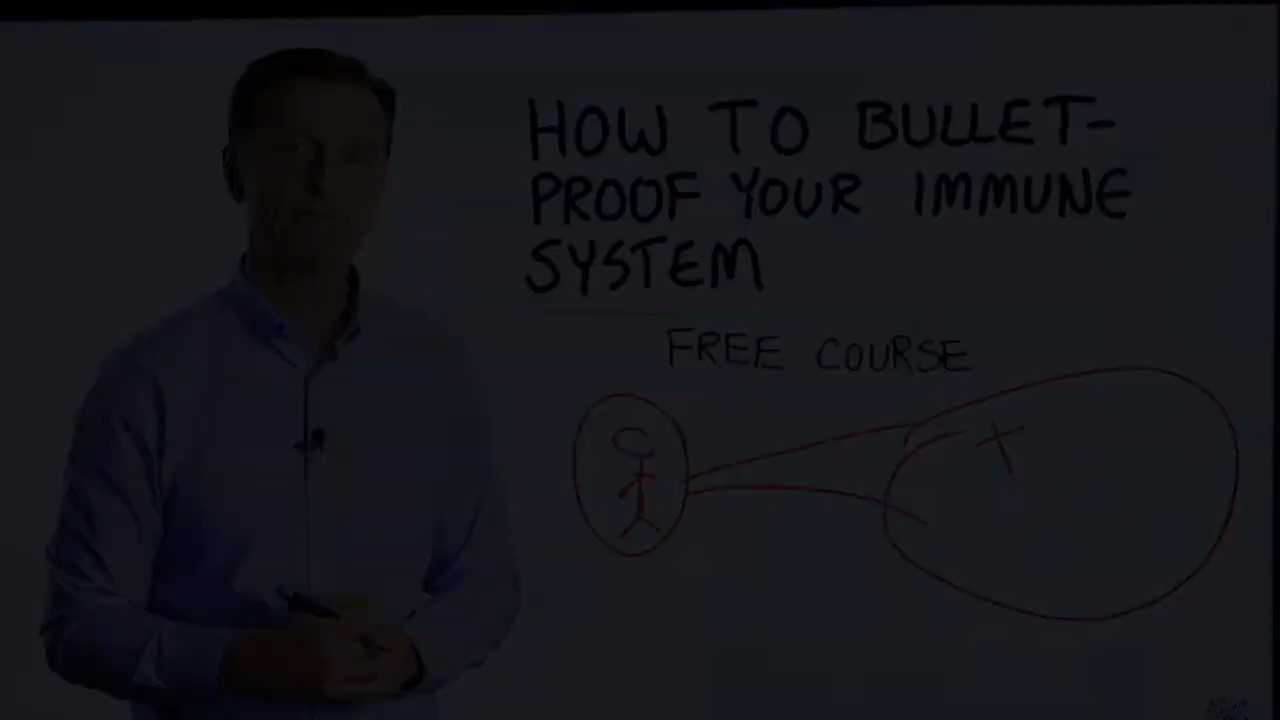 HOW TO BULLET-
PROOF YOUR IMMUNE
SYSTEM
FREE COURSE